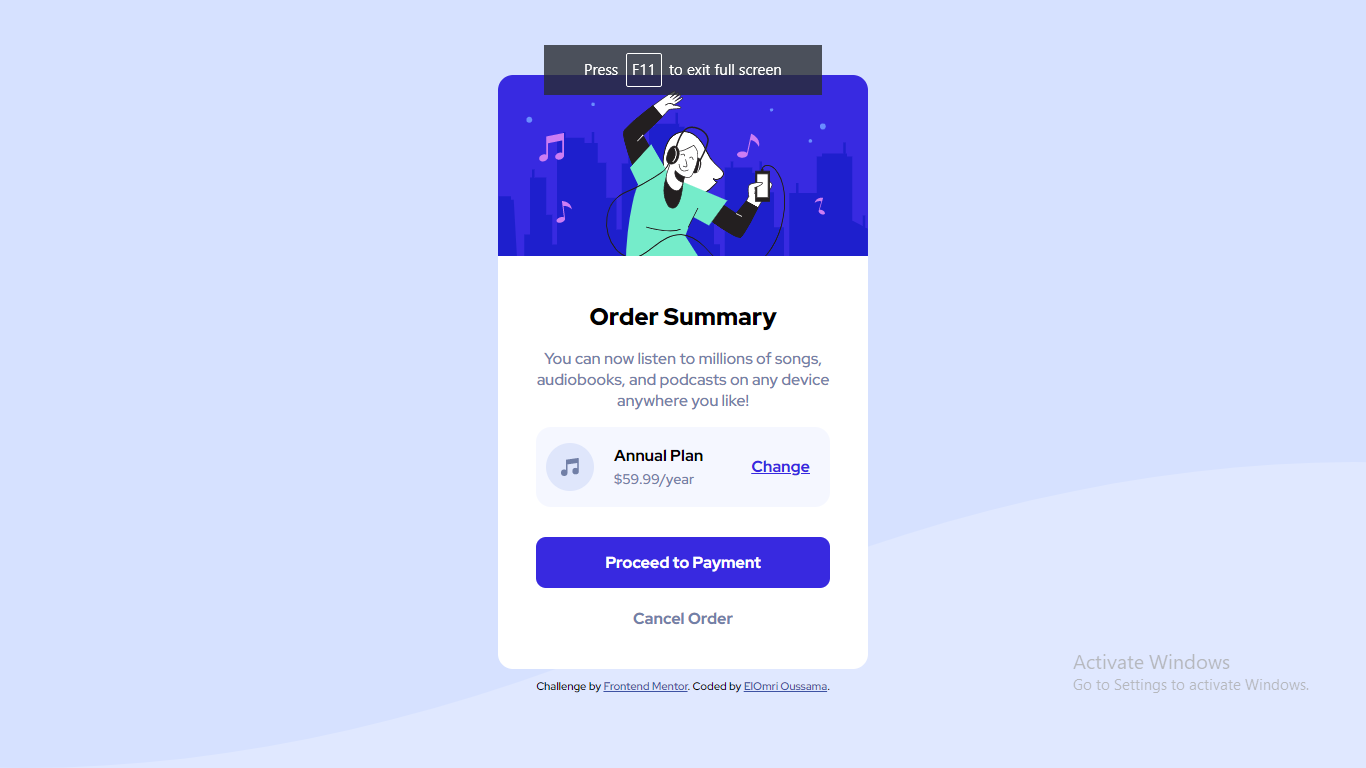 Press F11 to exit full screen
Order Summary
You can now listen to millions of songs,
audiobooks, and podcasts on any device
anywhere you like!
Annual Plan
$59.99/year
Change
Proceed to Payment
Cancel Order
Challenge by Frontend Mentor. Coded by ElOmri Oussama.
Activate Windows
Go to Settings to activate Windows.